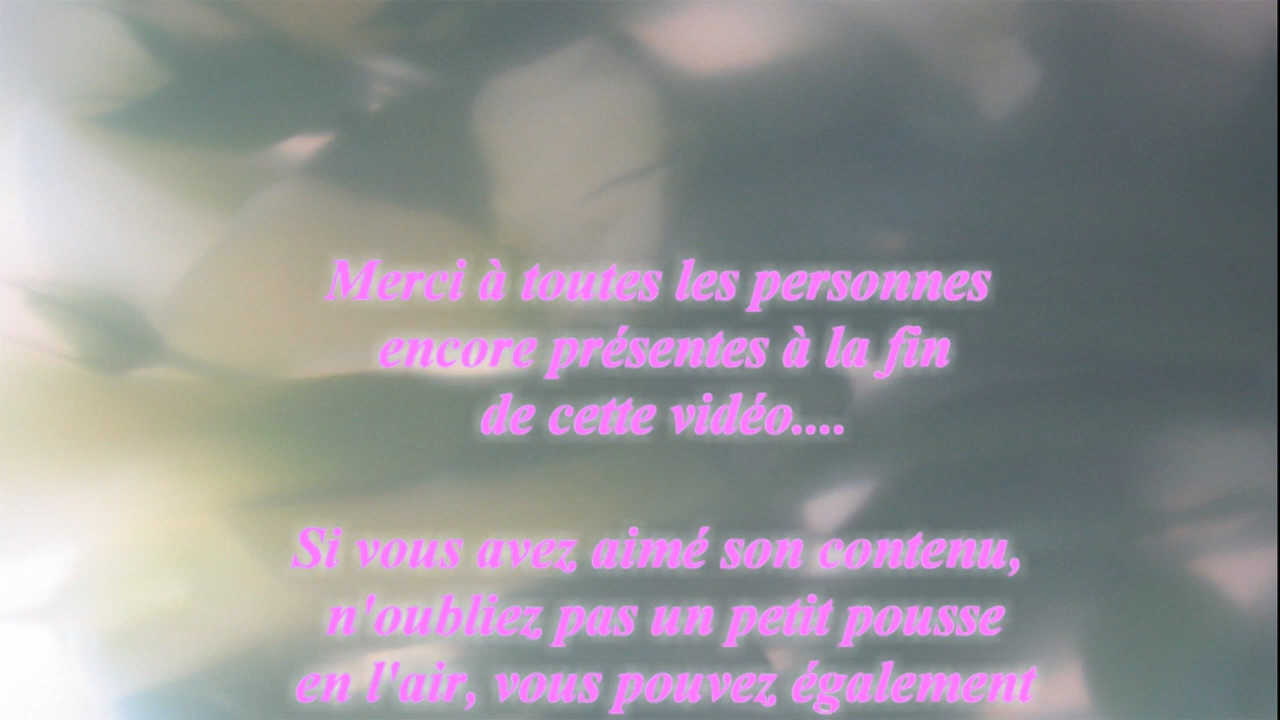 Merci à toutes les personnes
encore présentes à la fin
de cette vidéo....
Si vous avez aimé son contenu,
n'oubliez pas un petit pousse
en l'air, vous pouvez également